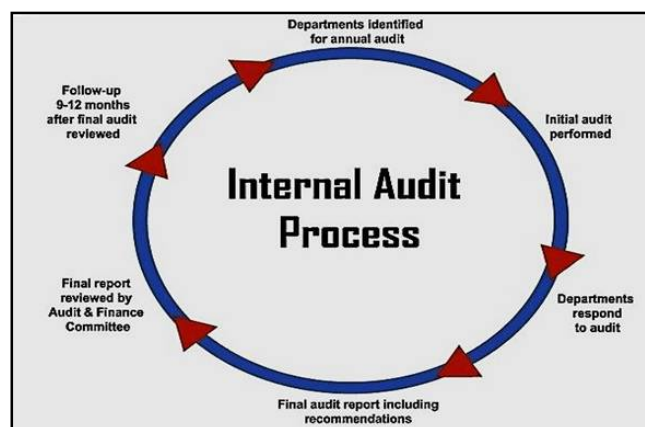 Departments identified
for annual audit
Initial audit
performed
Departments
respond
to audit
Final audit report including
recommendations
Final report
reviewed by
Audit & Finance
Committee
Follow-up
9-12 months
after final audit
reviewed
Internal Audit
Process